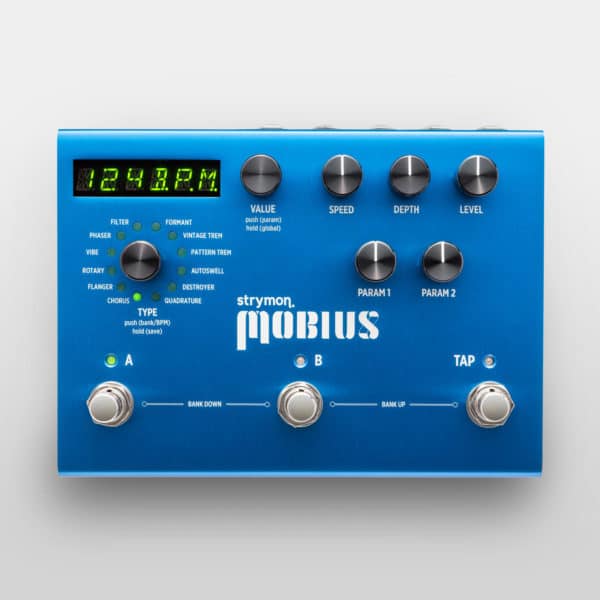 124 B.P.M.
VALUE
push (param)
hold (global)
SPEED
DEPTH
LEVEL
FILTER
FORMANT
PHASER
VINTAGE TREM
VIBE
PATTERN TREM
ROTARY
AUTOSWELL
FLANGER
DESTROYER
CHORUS
QUADRATURE
TYPE
push (bank/BPM)
hold (save)
PARAM 1
PARAM 2
strymon.
MOBIUS
A
B
TAP
BANK DOWN
BANK UP